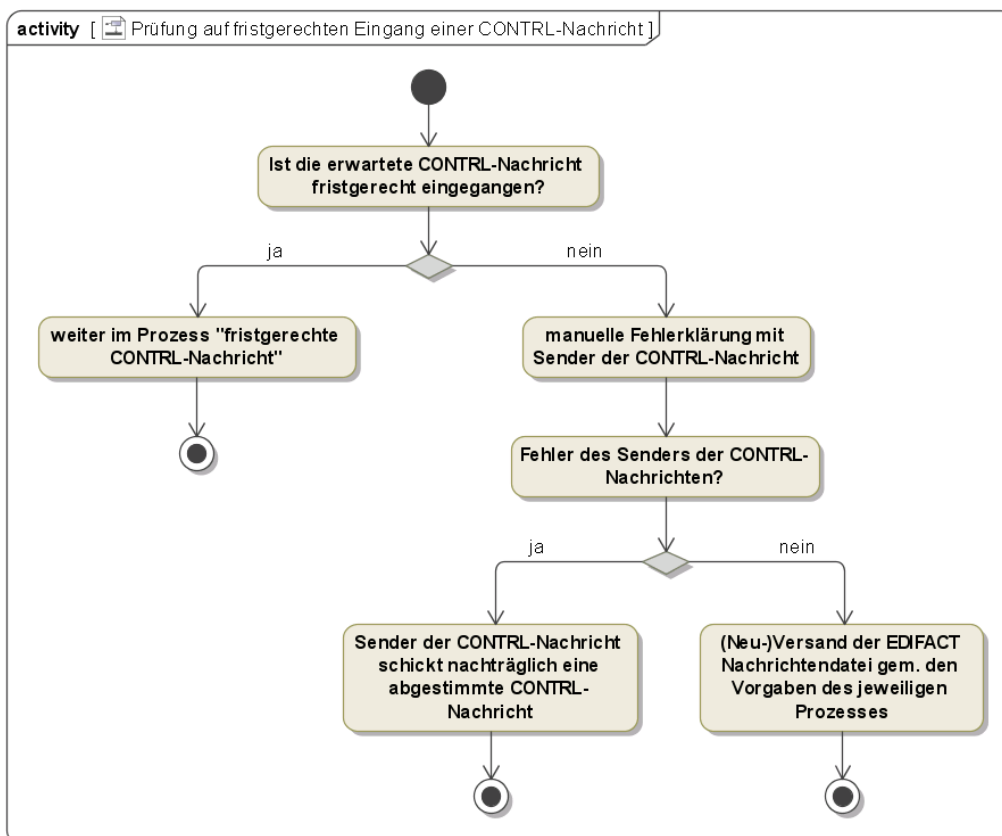 activity [ Prüfung auf fristgerechten Eingang einer CONTRL-Nachricht ]
Ist die erwartete CONTRL-Nachricht
fristgerecht eingegangen?
ja
nein
weiter im Prozess "fristgerechte
CONTRL-Nachricht"
manuelle Fehlerklärung mit
Sender der CONTRL-Nachricht
Fehler des Senders der CONTRL-
Nachrichten?
ja
nein
Sender der CONTRL-Nachricht
schickt nachträglich eine
abgestimmte CONTRL-
Nachricht
(Neu-)Versand der EDIFACT
Nachrichtendatei gem. den
Vorgaben des jeweiligen
Prozesses